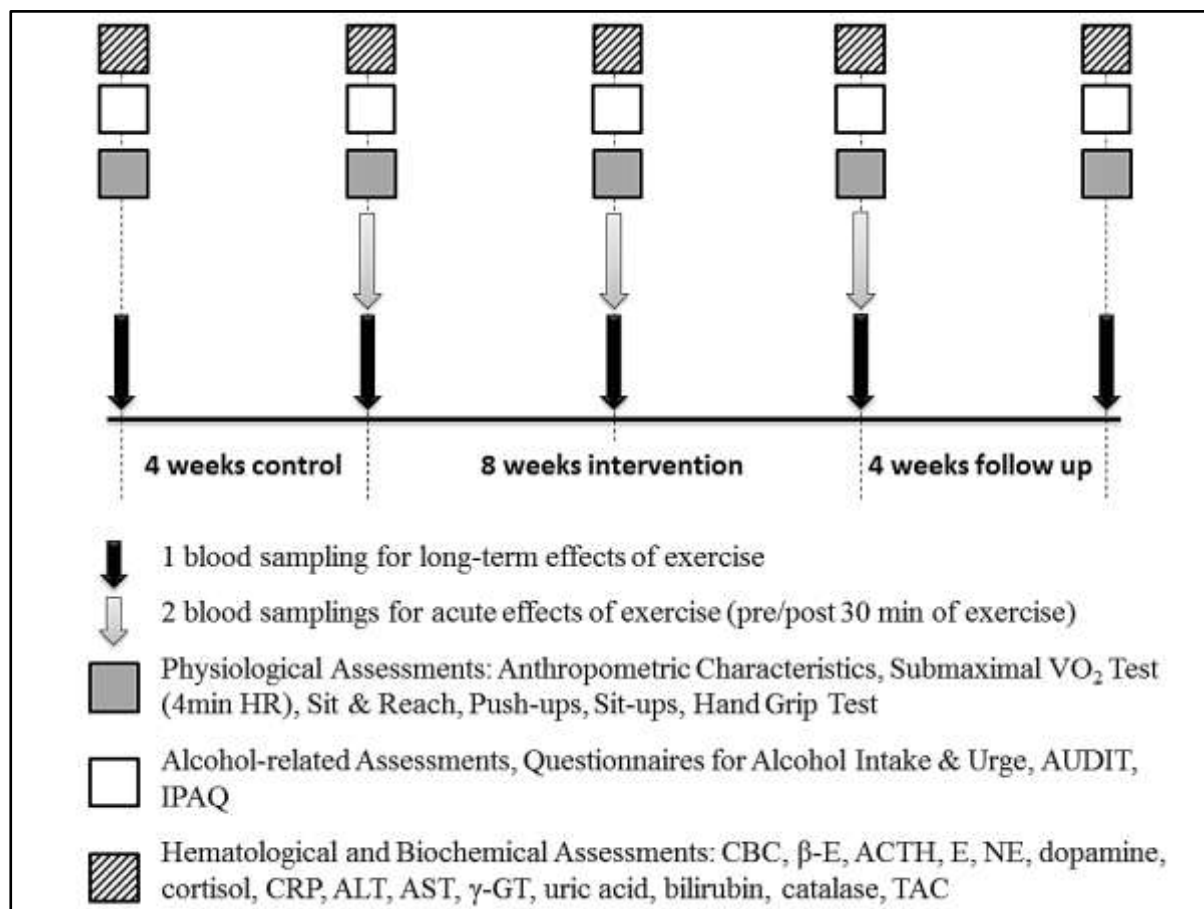 4 weeks control
8 weeks intervention
4 weeks follow up
1 blood sampling for long-term effects of exercise
2 blood samplings for acute effects of exercise (pre/post 30 min of exercise)
Physiological Assessments: Anthropometric Characteristics, Submaximal VO₂ Test
(4min HR), Sit & Reach, Push-ups, Sit-ups, Hand Grip Test
Alcohol-related Assessments, Questionnaires for Alcohol Intake & Urge, AUDIT,
IPAQ
Hematological and Biochemical Assessments: CBC, β-E, ACTH, E, NE, dopamine,
cortisol, CRP, ALT, AST, γ-GT, uric acid, bilirubin, catalase, TAC